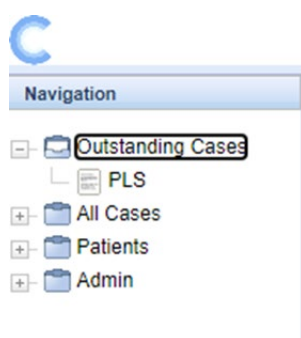 Navigation
Outstanding Cases
PLS
All Cases
Patients
Admin